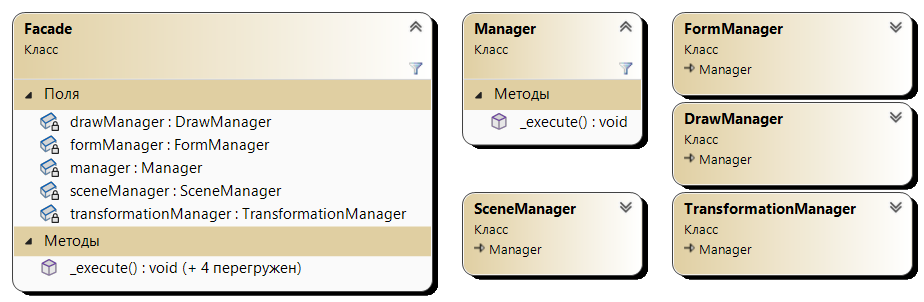 Facade
Класс
Поля
drawManager : DrawManager
formManager : FormManager
manager : Manager
sceneManager : SceneManager
transformationManager : TransformationManager
Методы
_execute() : void (+ 4 перегружен)
Manager
Класс
Методы
_execute() : void
SceneManager
Класс
Manager
FormManager
Класс
Manager
DrawManager
Класс
Manager
TransformationManager
Класс
Manager